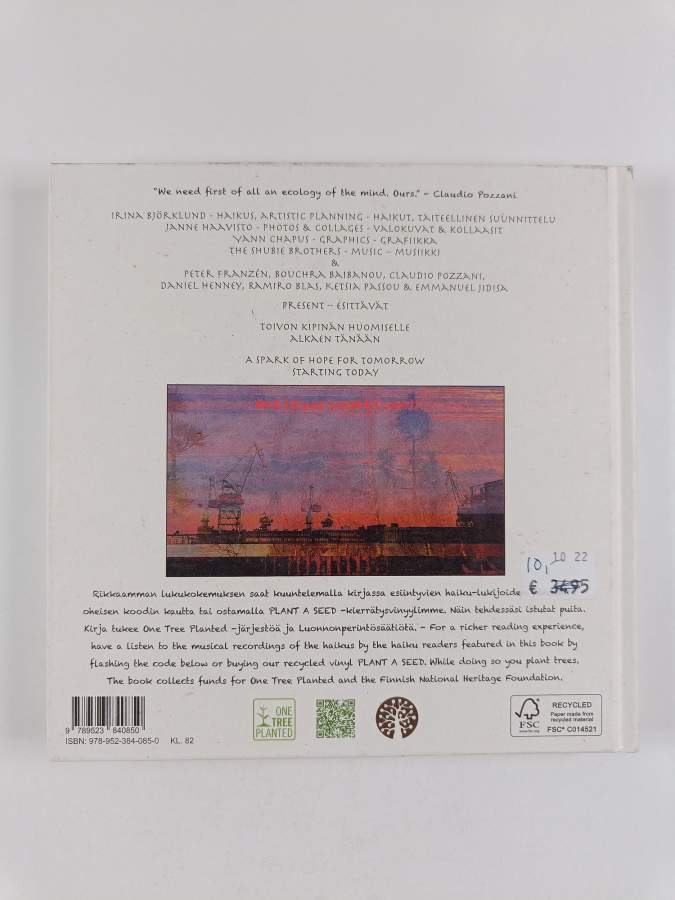 "We need first of all an ecology of the mind. Ours." - Claudio Pozzani
IRINA BJÖRKLUND - HAIKUS, ARTISTIC PLANNING - HAIKUT, TAITEELLINEN SUUNNITTELU
JANNE HAAVISTO - PHOTOS & COLLAGES - VALOKUVAT & KOLLAASIT
YANN CHAPUS - GRAPHICS - GRAFIIKKA
THE SHUBIE BROTHERS - MUSIC – MUSIIKKI
&
PETER FRANZÉN, BOUCHRA BAIBANOU, CLAUDIO POZZANI,
DANIEL HENNEY, RAMIRO BLAS, KETSIA PASSOU & EMMANUEL JIDISA
PRESENT – ESITTÄVÄT
TOIVON KIPINÄN HUOMISELLE
ALKAEN TÄNÄÄN
A SPARK OF HOPE FOR TOMORROW
STARTING TODAY
10,- 10 22
€ 34,95
Rikkaamman lukukokemuksen saat kuuntelemalla kirjassa esiintyvien haiku-lukijoide
oheisen koodin kautta tai ostamalla PLANT A SEED -kierrätysvinyylimme. Näin tehdessäsi istutat puita.
Kirja tukee One Tree Planted -järjestöä ja Luonnonperintösäätiötä. – For a richer reading experience,
have a listen to the musical recordings of the haikus by the haiku readers featured in this book by
flashing the code below or buying our recycled vinyl PLANT A SEED. While doing so you plant trees.
The book collects funds for One Tree Planted and the Finnish National Heritage Foundation.
9 789523 840850
ISBN: 978-952-384-085-0 KL. 82
ONE
TREE
PLANTED
FSC
www.fsc.org
RECYCLED
Paper made from
recycled material
FSC® C014521